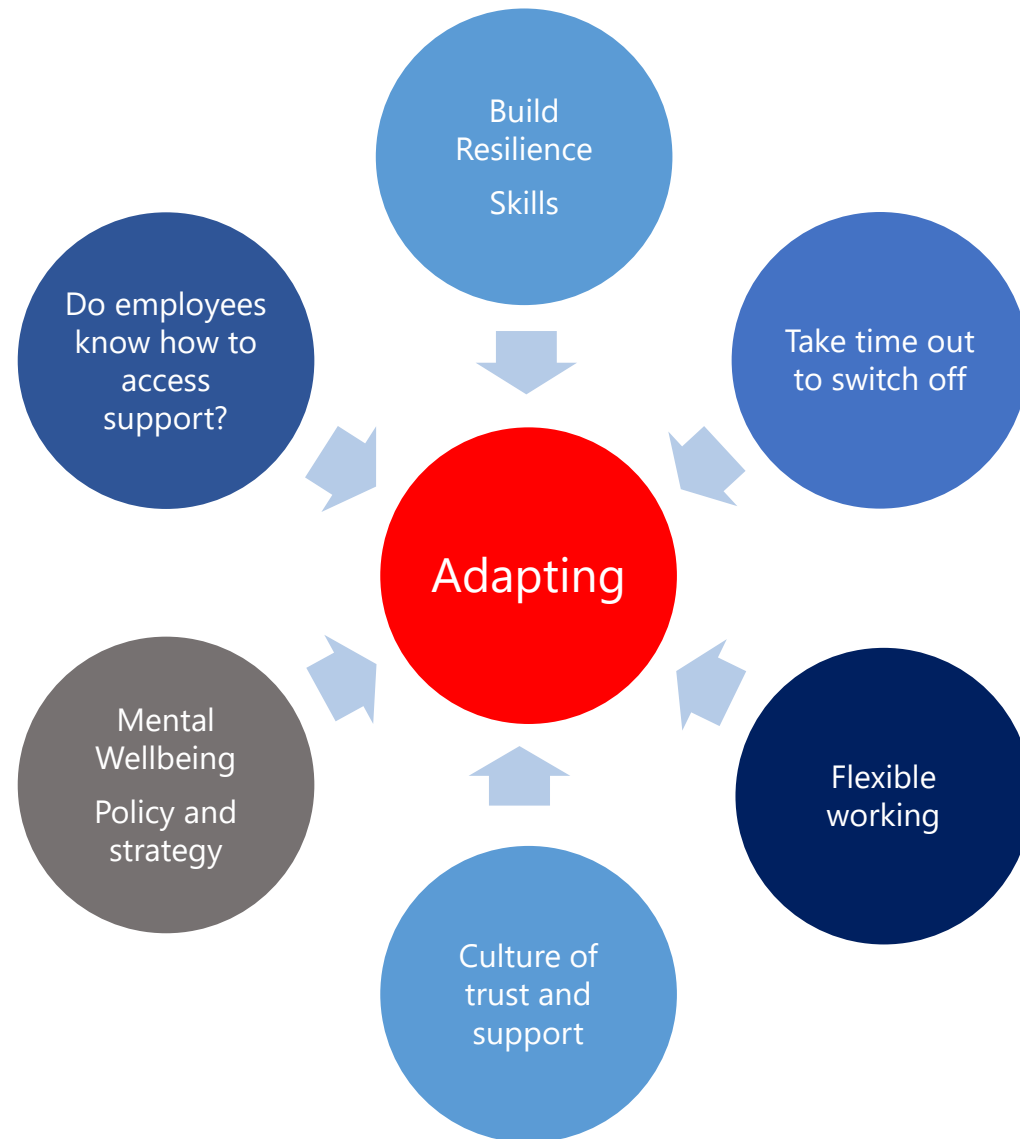 Build
Resilience
Skills
Do employees
know how to
access
support?
Take time out
to switch off
Adapting
Mental
Wellbeing
Policy and
strategy
Flexible
working
Culture of
trust and
support